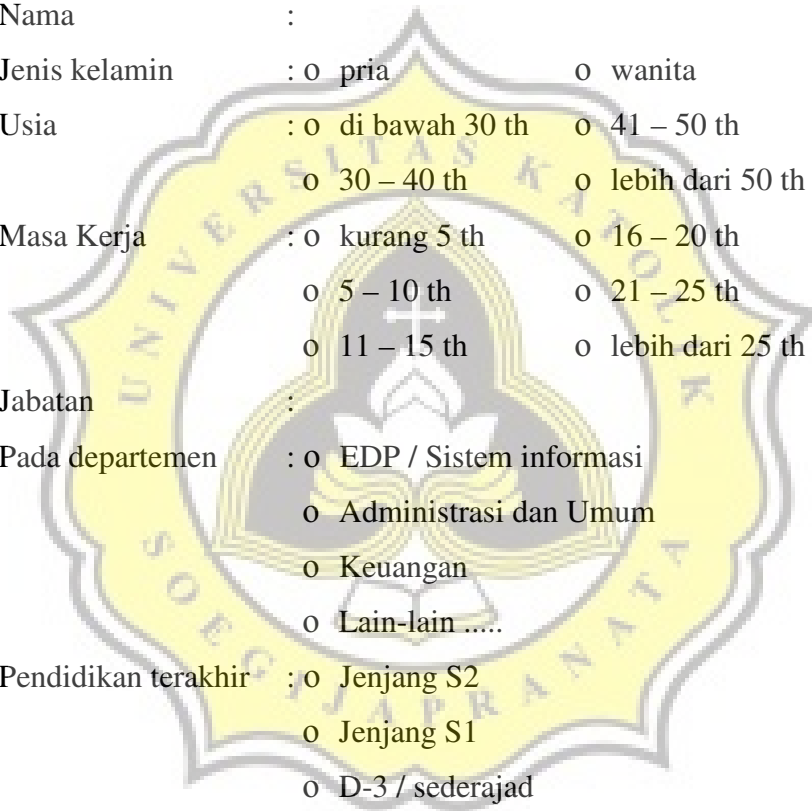 Nama :
Jenis kelamin : o pria o wanita
Usia : o di bawah 30 th o 41 – 50 th
o 30 – 40 th o lebih dari 50 th
Masa Kerja : o kurang 5 th o 16 – 20 th
o 5 – 10 th o 21 – 25 th
o 11 – 15 th o lebih dari 25 th
Jabatan :
Pada departemen : o EDP / Sistem informasi
o Administrasi dan Umum
o Keuangan
o Lain-lain .....
Pendidikan terakhir : o Jenjang S2
o Jenjang S1
o D-3 / sederajad
UNIVERSITAS KATOLIK
SOEGIJAPRANATA